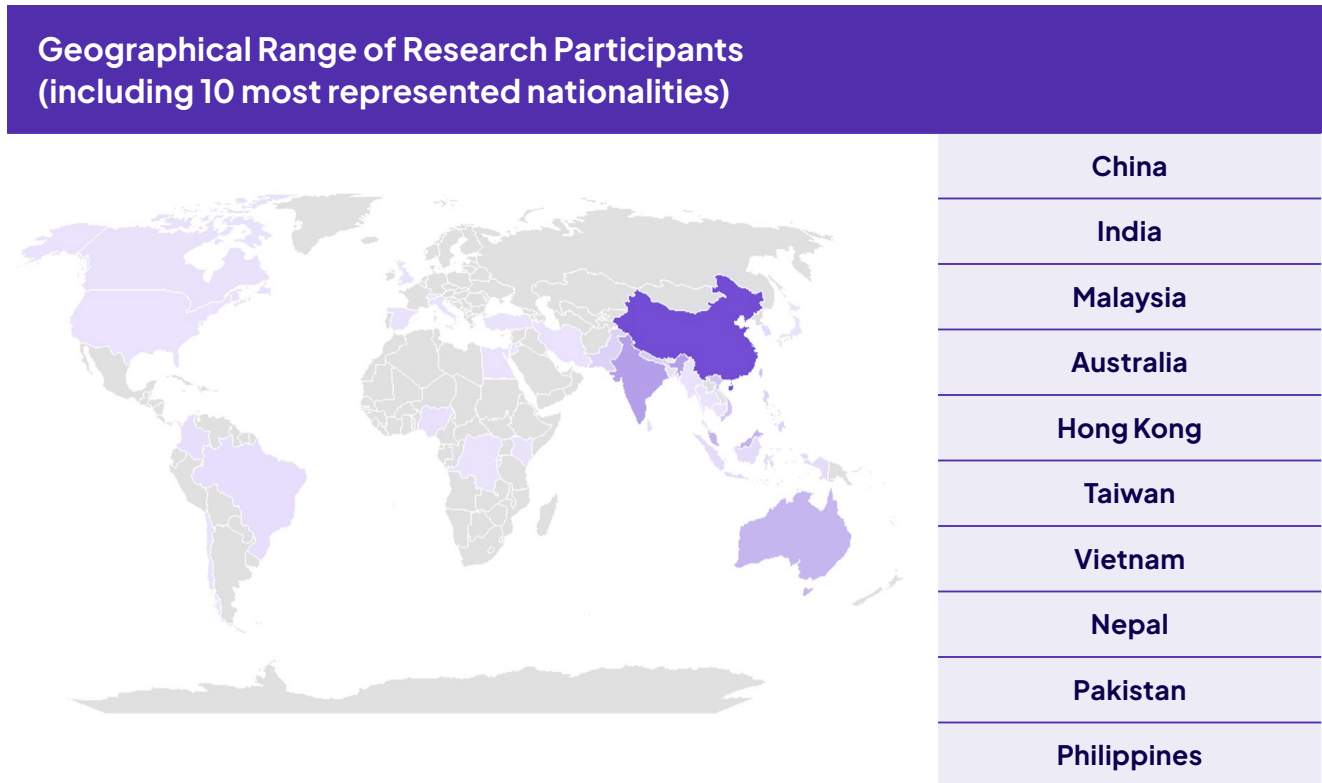 Geographical Range of Research Participants
(including 10 most represented nationalities)
China
India
Malaysia
Australia
Hong Kong
Taiwan
Vietnam
Nepal
Pakistan
Philippines